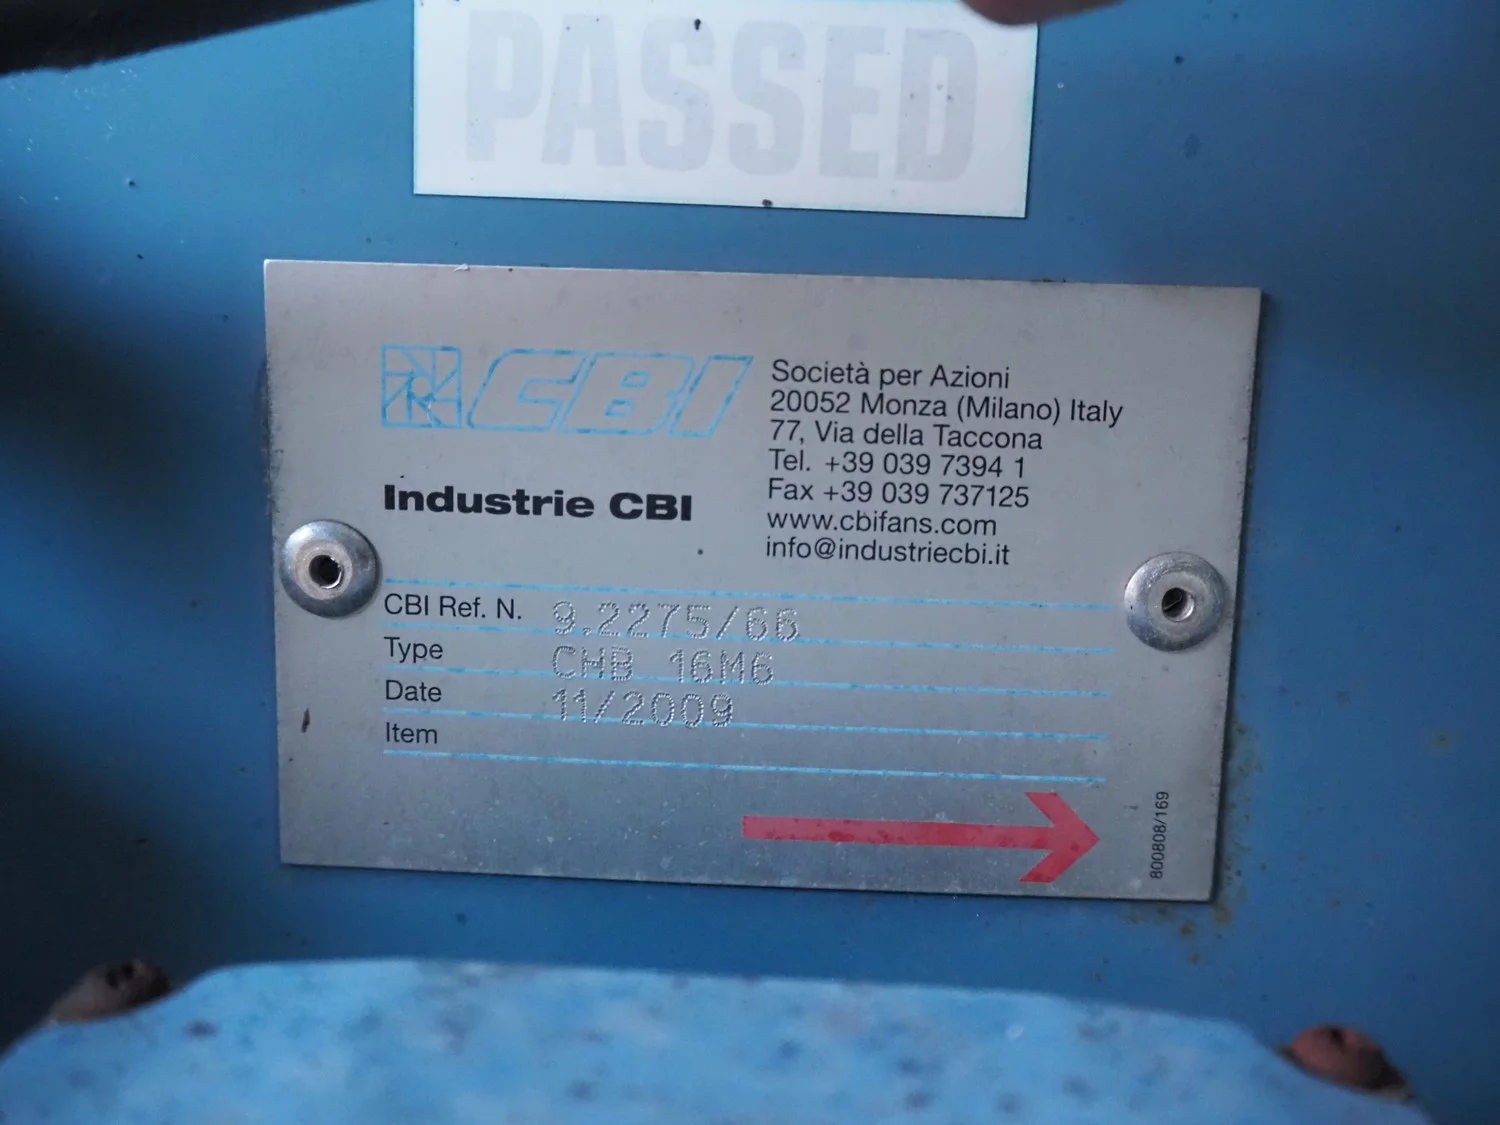 PASSED
CBI
Società per Azioni
20052 Monza (Milano) Italy
77, Via della Taccona
Tel. +39 039 7394 1
Fax +39 039 737125
www.cbifans.com
info@industriecbi.it
Industrie CBI
CBI Ref. N. 9.2275/66
Type CHB 16M6
Date 11/2009
Item
800808/169